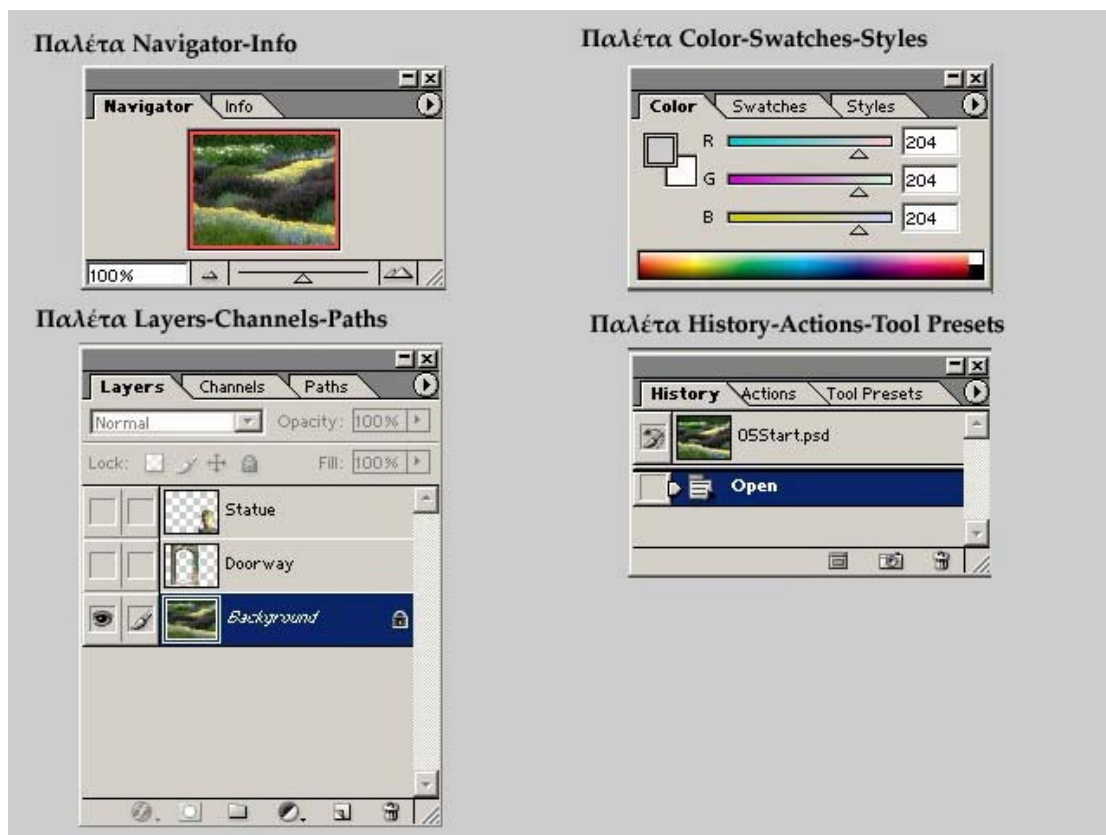 Παλέτα Navigator-Info
Navigator Info
100%
Παλέτα Color-Swatches-Styles
Color Swatches Styles
R 204
G 204
B 204
Παλέτα Layers-Channels-Paths
Layers Channels Paths
Normal Opacity: 100%
Lock: Fill: 100%
Statue
Doorway
Background
Παλέτα History-Actions-Tool Presets
History Actions Tool Presets
05Start.psd
Open